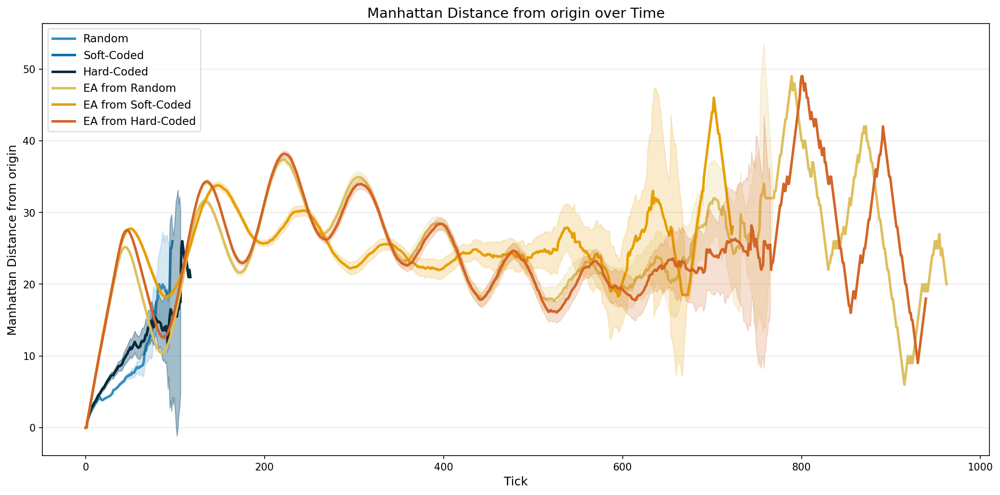 Manhattan Distance from origin over Time
Random
Soft-Coded
Hard-Coded
EA from Random
EA from Soft-Coded
EA from Hard-Coded
Manhattan Distance from origin
50
40
30
20
10
0
0 200 400 600 800 1000
Tick